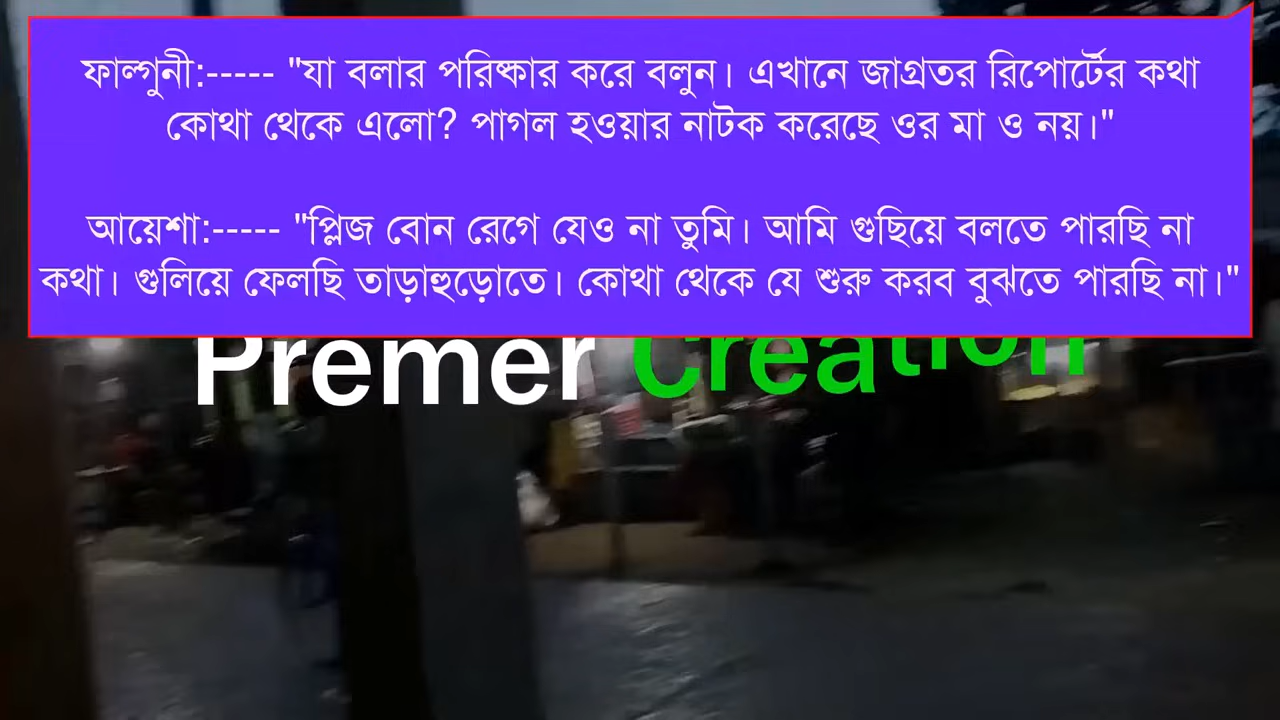 ফাল্গুনী:----- "যা বলার পরিষ্কার করে বলুন। এখানে জাগ্রতর রিপোর্টের কথা
কোথা থেকে এলো? পাগল হওয়ার নাটক করেছে ওর মা ও নয়।"
আয়েশা:----- "প্লিজ বোন রেগে যেও না তুমি। আমি গুছিয়ে বলতে পারছি না
কথা। গুলিয়ে ফেলছি তাড়াহুড়োতে। কোথা থেকে যে শুরু করব বুঝতে পারছি না।"
Premer Creation